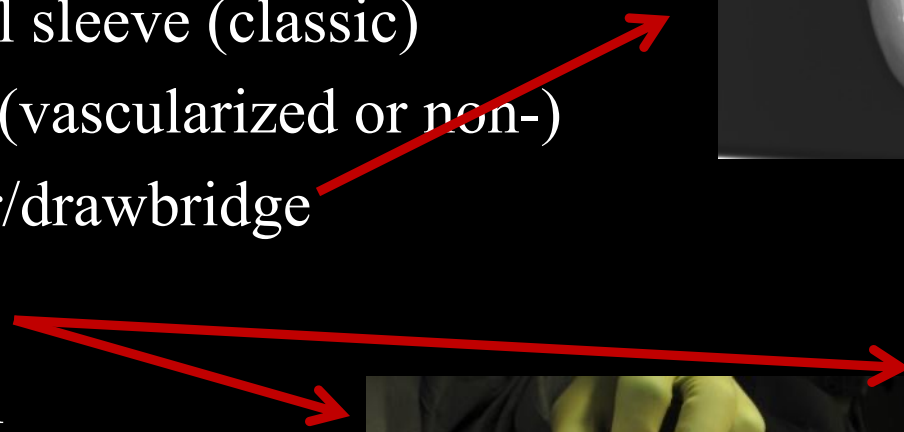 l sleeve (classic)
(vascularized or non-)
/drawbridge